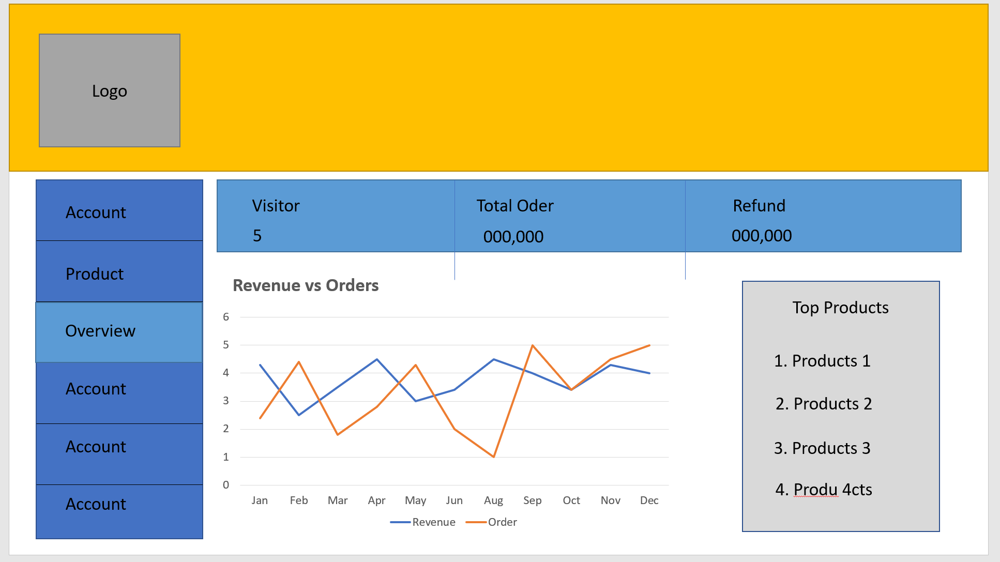 Logo
Account
Product
Overview
Account
Account
Account
Visitor
5
Total Oder
000,000
Refund
000,000
Revenue vs Orders
6
5
4
3
2
1
0
Jan Feb Mar Apr May Jun Aug Sep Oct Nov Dec
Revenue Order
Top Products
1. Products 1
2. Products 2
3. Products 3
4. Produ 4cts